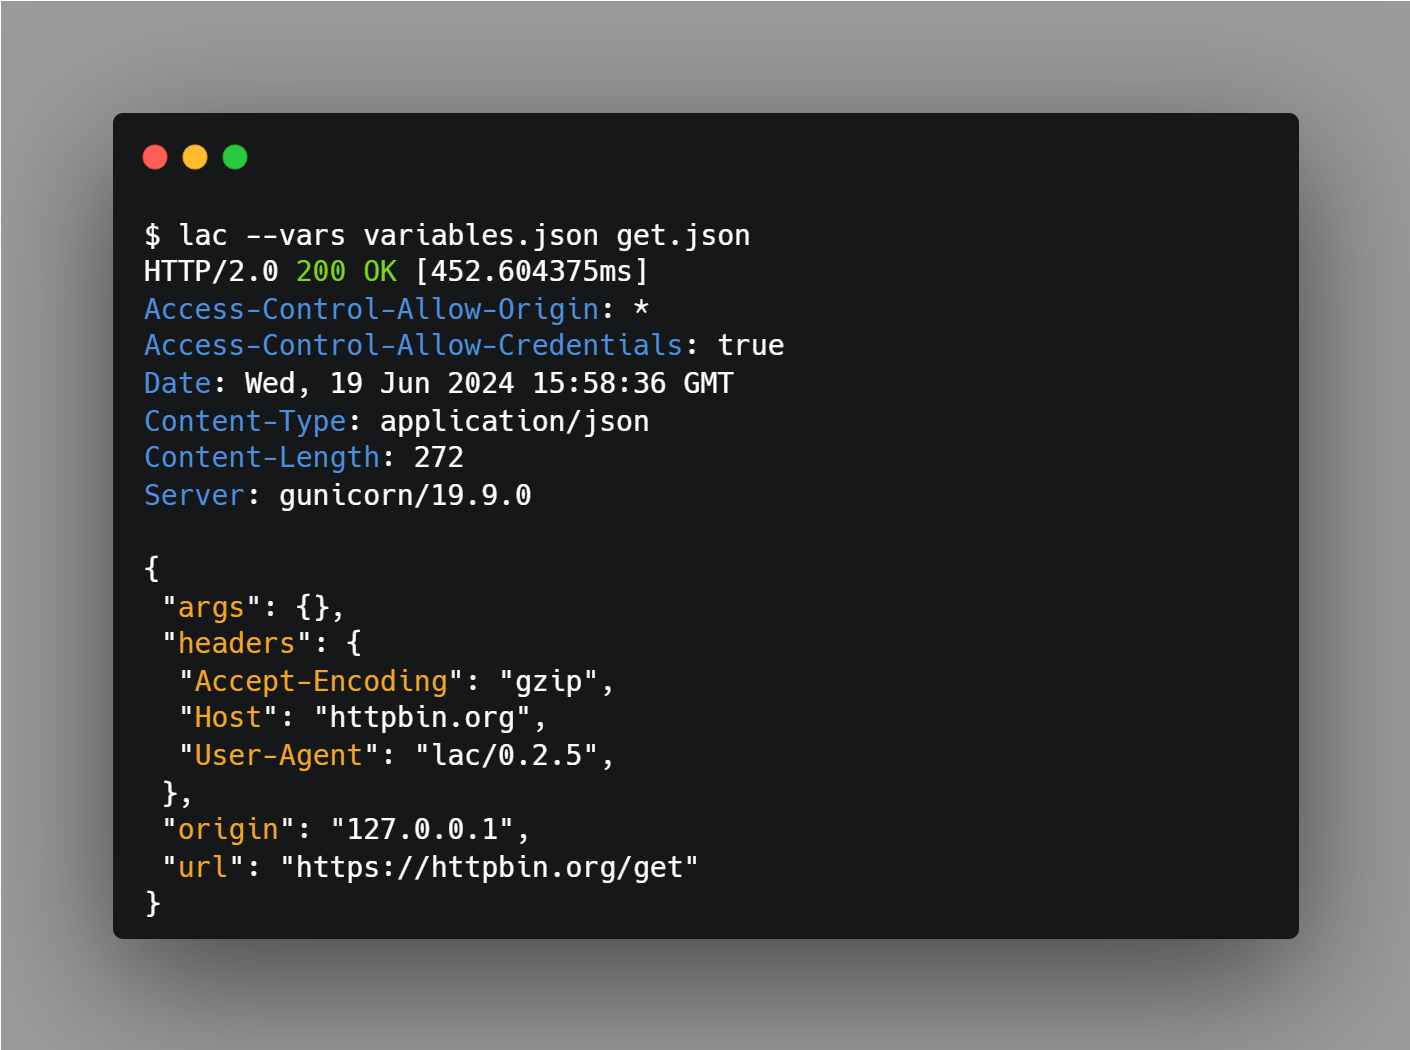 $ lac --vars variables.json get.json
HTTP/2.0 200 OK [452.604375ms]
Access-Control-Allow-Origin: *
Access-Control-Allow-Credentials: true
Date: Wed, 19 Jun 2024 15:58:36 GMT
Content-Type: application/json
Content-Length: 272
Server: gunicorn/19.9.0

{
 "args": {},
 "headers": {
  "Accept-Encoding": "gzip",
  "Host": "httpbin.org",
  "User-Agent": "lac/0.2.5",
 },
 "origin": "127.0.0.1",
 "url": "https://httpbin.org/get"
}